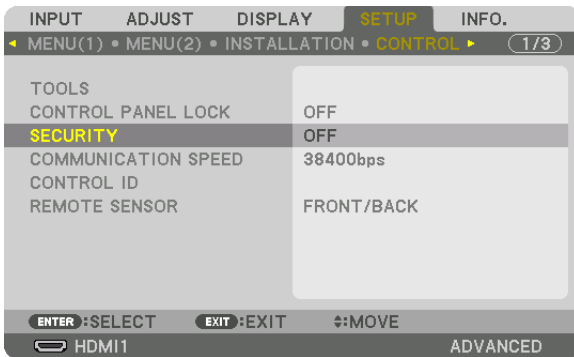 INPUT ADJUST DISPLAY SETUP INFO.
MENU(1) • MENU(2) • INSTALLATION • CONTROL 1/3
TOOLS
CONTROL PANEL LOCK OFF
SECURITY OFF
COMMUNICATION SPEED 38400bps
CONTROL ID
REMOTE SENSOR FRONT/BACK
ENTER :SELECT EXIT :EXIT :MOVE
HDMI1 ADVANCED